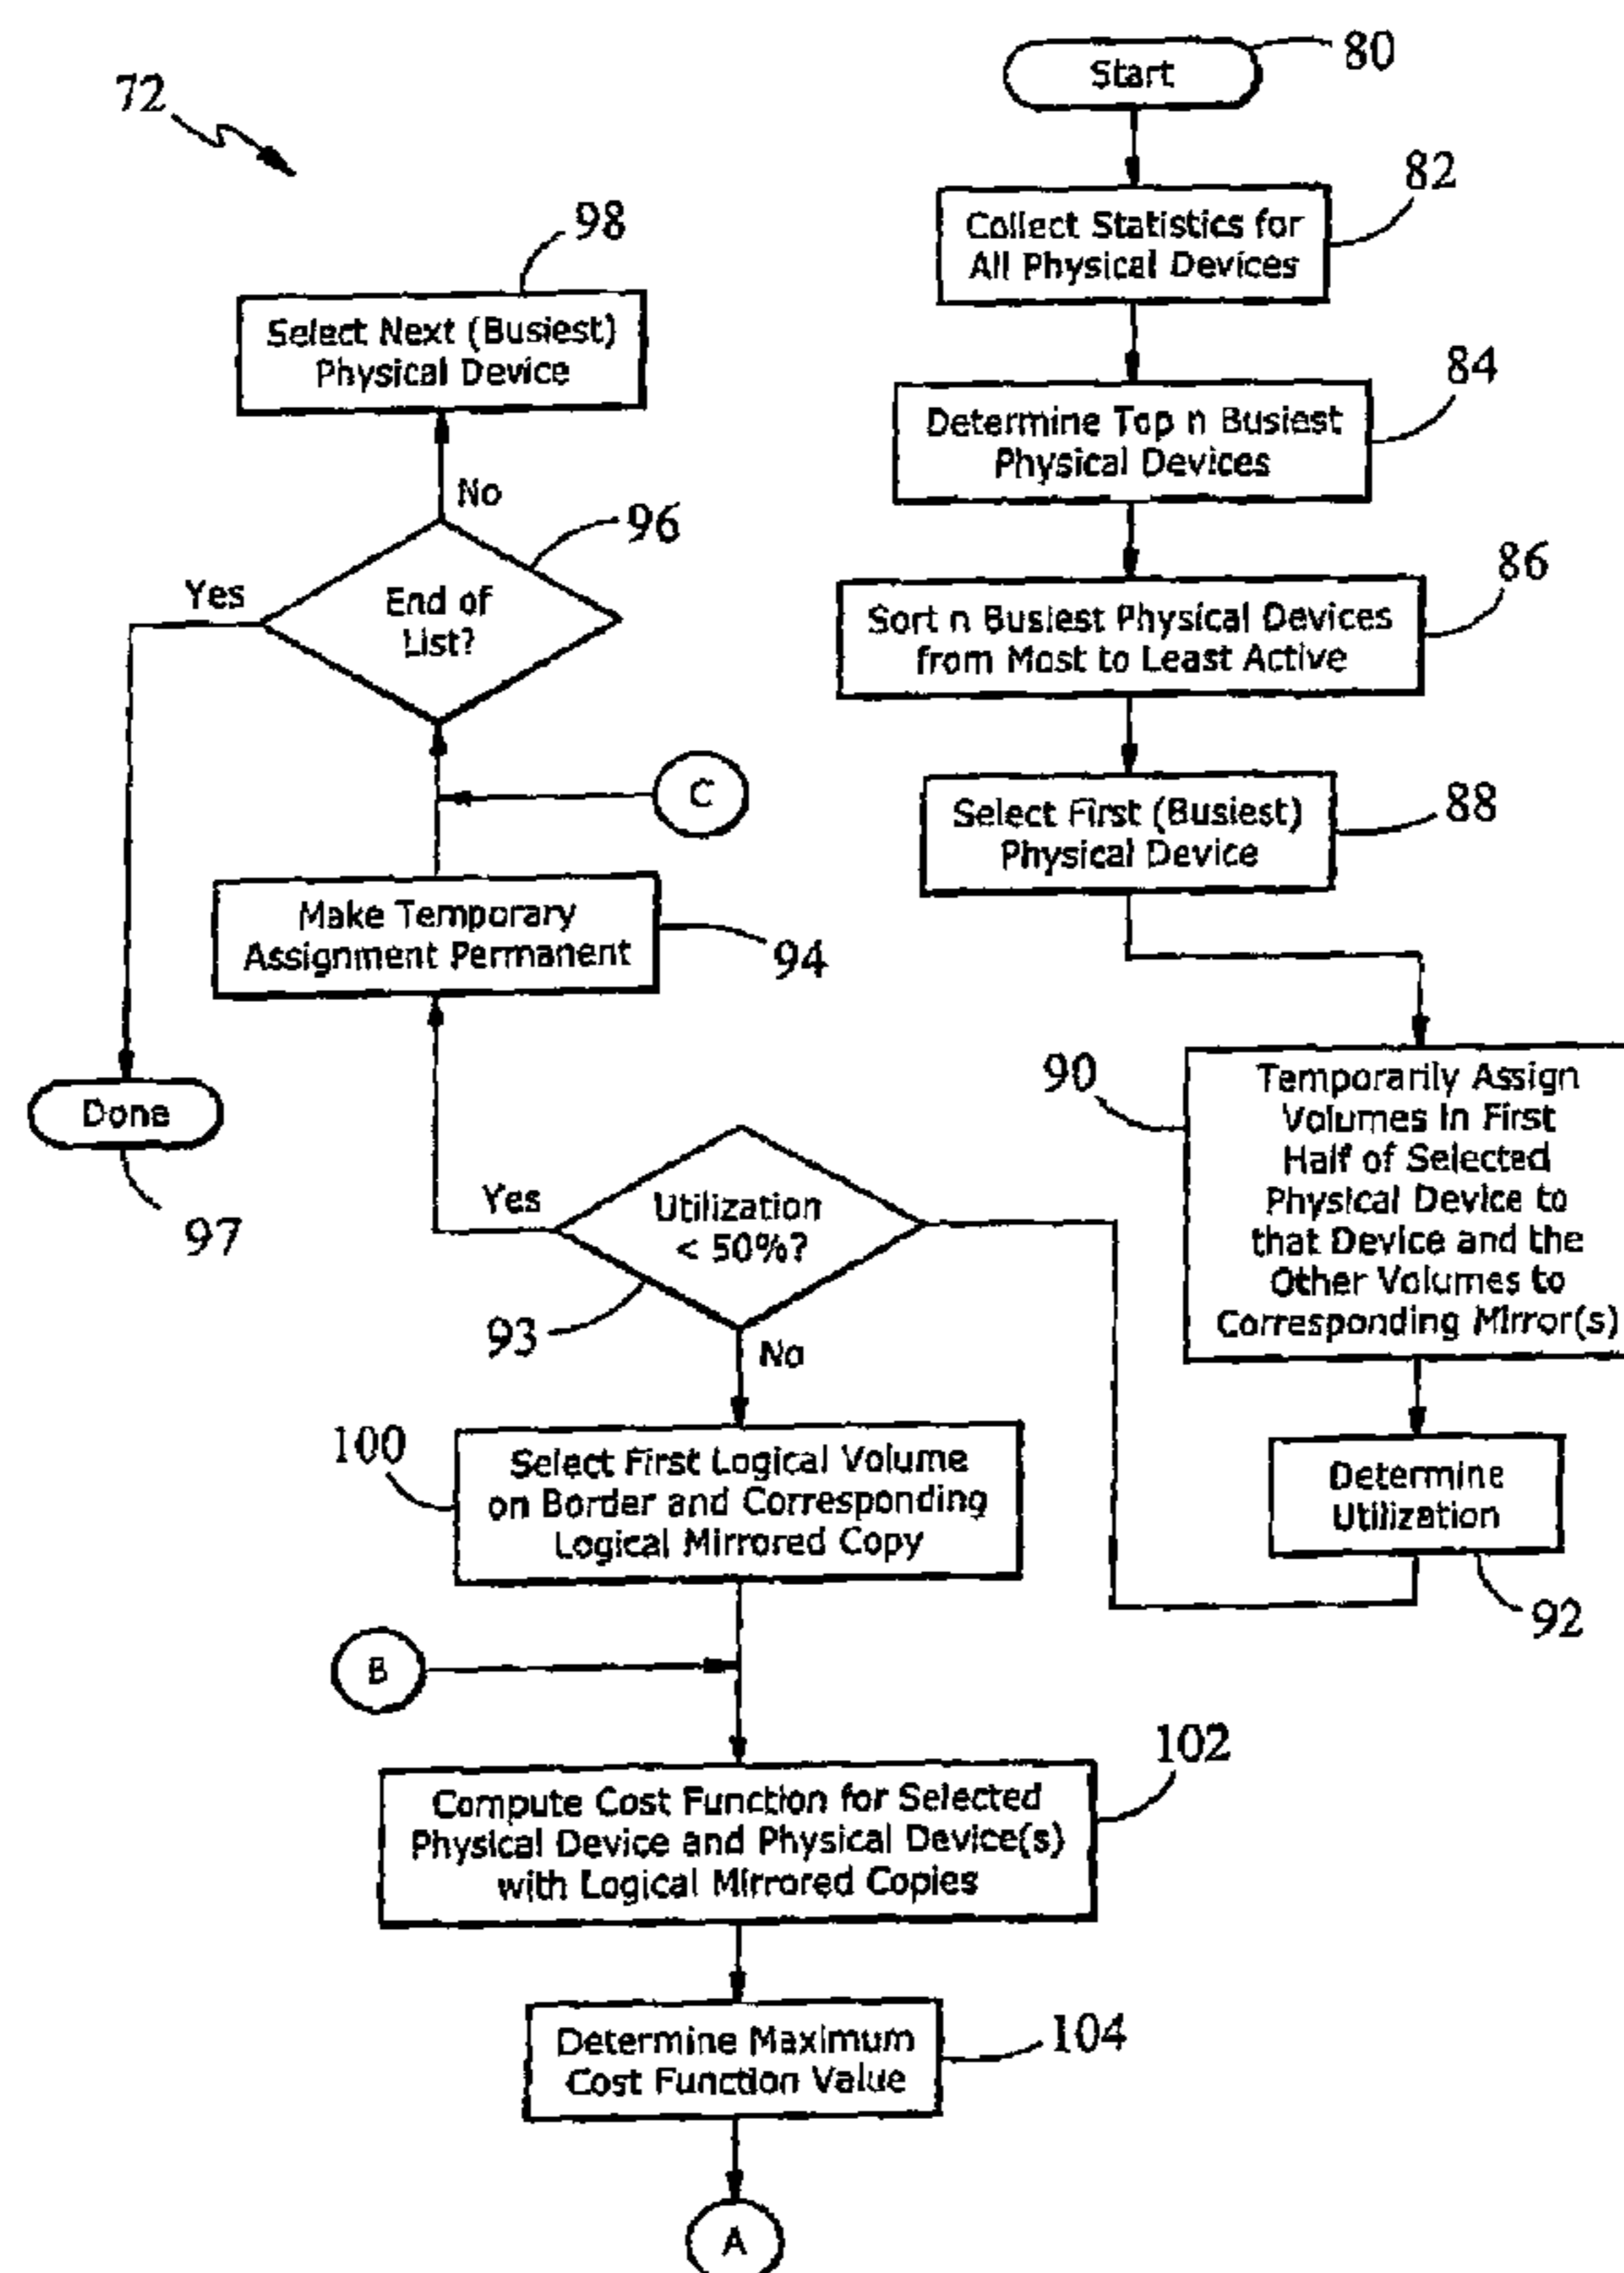 72
Start
80
Collect Statistics for
All Physical Devices
82
Determine Top n Busiest
Physical Devices
84
Sort n Busiest Physical Devices
from Most to Least Active
86
Select First (Busiest)
Physical Device
88
90
Temporarily Assign
Volumes in First
Half of Selected
Physical Device to
that Device and the
Other Volumes to
Corresponding Mirror(s)
Determine
Utilization
92
Utilization
< 50%?
93
Yes
No
Make Temporary
Assignment Permanent
94
C
End of
List?
96
Yes
No
Done
97
Select Next (Busiest)
Physical Device
98
100
Select First Logical Volume
on Border and Corresponding
Logical Mirrored Copy
B
Compute Cost Function for Selected
Physical Device and Physical Device(s)
with Logical Mirrored Copies
102
Determine Maximum
Cost Function Value
104
A